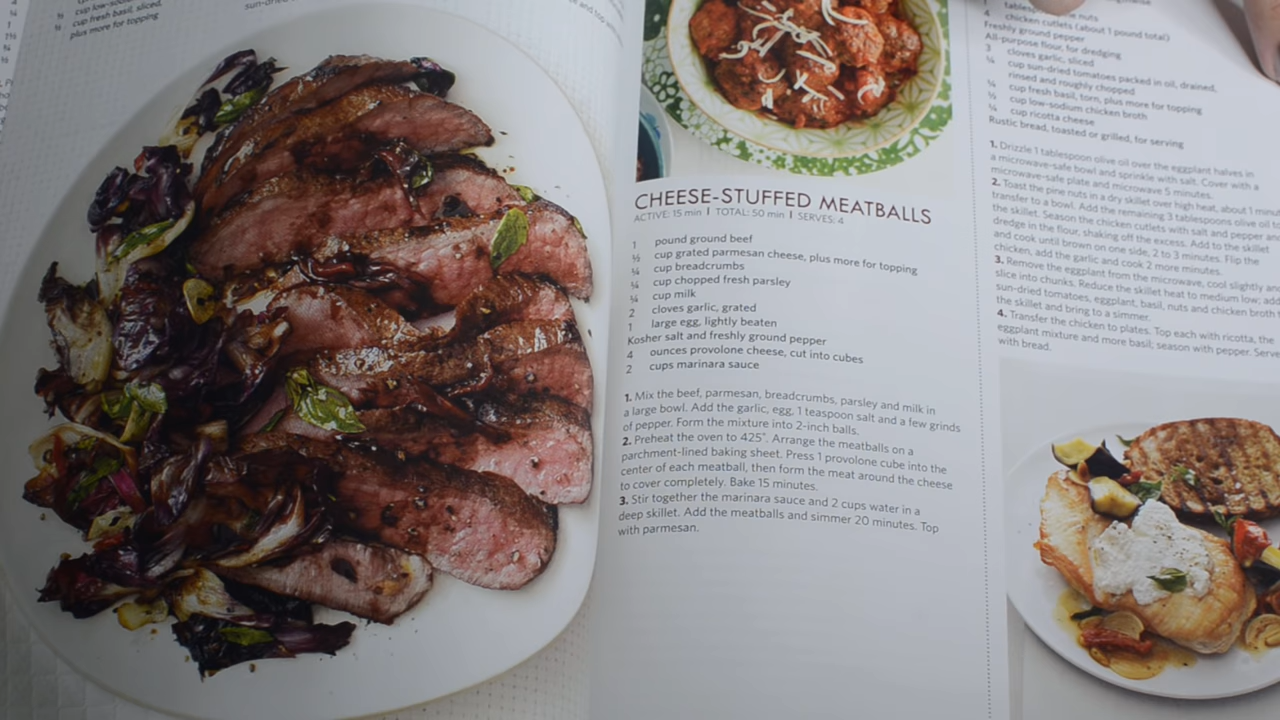 cup low-sodium
½ cup fresh basil, sliced,
plus more for topping
sun-dried
and top
CHEESE-STUFFED MEATBALLS
ACTIVE: 15 min | TOTAL: 50 min | SERVES: 4
1 pound ground beef
cup grated parmesan cheese, plus more for topping
¼ cup breadcrumbs
¼ cup chopped fresh parsley
¼ cup milk
2 cloves garlic, grated
1 large egg, lightly beaten
Kosher salt and freshly ground pepper
4 ounces provolone cheese, cut into cubes
2 cups marinara sauce
1. Mix the beef, parmesan, breadcrumbs, parsley and milk in
a large bowl. Add the garlic, egg, 1 teaspoon salt and a few grinds
of pepper. Form the mixture into 2-inch balls.
2. Preheat the oven to 425°. Arrange the meatballs on a
parchment-lined baking sheet. Press 1 provolone cube into the
center of each meatball, then form the meat around the cheese
to cover completely. Bake 15 minutes.
3. Stir together the marinara sauce and 2 cups water in a
deep skillet. Add the meatballs and simmer 20 minutes. Top
with parmesan.
nuts
4 chicken cutlets (about 1 pound total)
Freshly ground pepper
All-purpose flour, for dredging
3 cloves garlic, sliced
¼ cup sun-dried tomatoes packed in oil, drained,
rinsed and roughly chopped
cup fresh basil, torn, plus more for topping
cup low-sodium chicken broth
¼ cup ricotta cheese
Rustic bread, toasted or grilled, for serving
1. Drizzle 1 tablespoon olive oil over the eggplant halves in
a microwave-safe bowl and sprinkle with salt. Cover with a
microwave-safe plate and microwave 5 minutes.
2. Toast the pine nuts in a dry skillet over high heat, about 1
transfer to a bowl. Add the remaining 3 tablespoons olive oil
the skillet. Season the chicken cutlets with salt and pepper
dredge in the flour, shaking off the excess. Add to the skillet
and cook until brown on one side, 2 to 3 minutes. Flip the
chicken, add the garlic and cook 2 more minutes.
3. Remove the eggplant from the microwave, cool slightly
slice into chunks. Reduce the skillet heat to medium low; add
sun-dried tomatoes, eggplant, basil, nuts and chicken broth
the skillet and bring to a simmer.
4. Transfer the chicken to plates. Top each with ricotta, the
eggplant mixture and more basil; season with pepper. Serve
with bread.